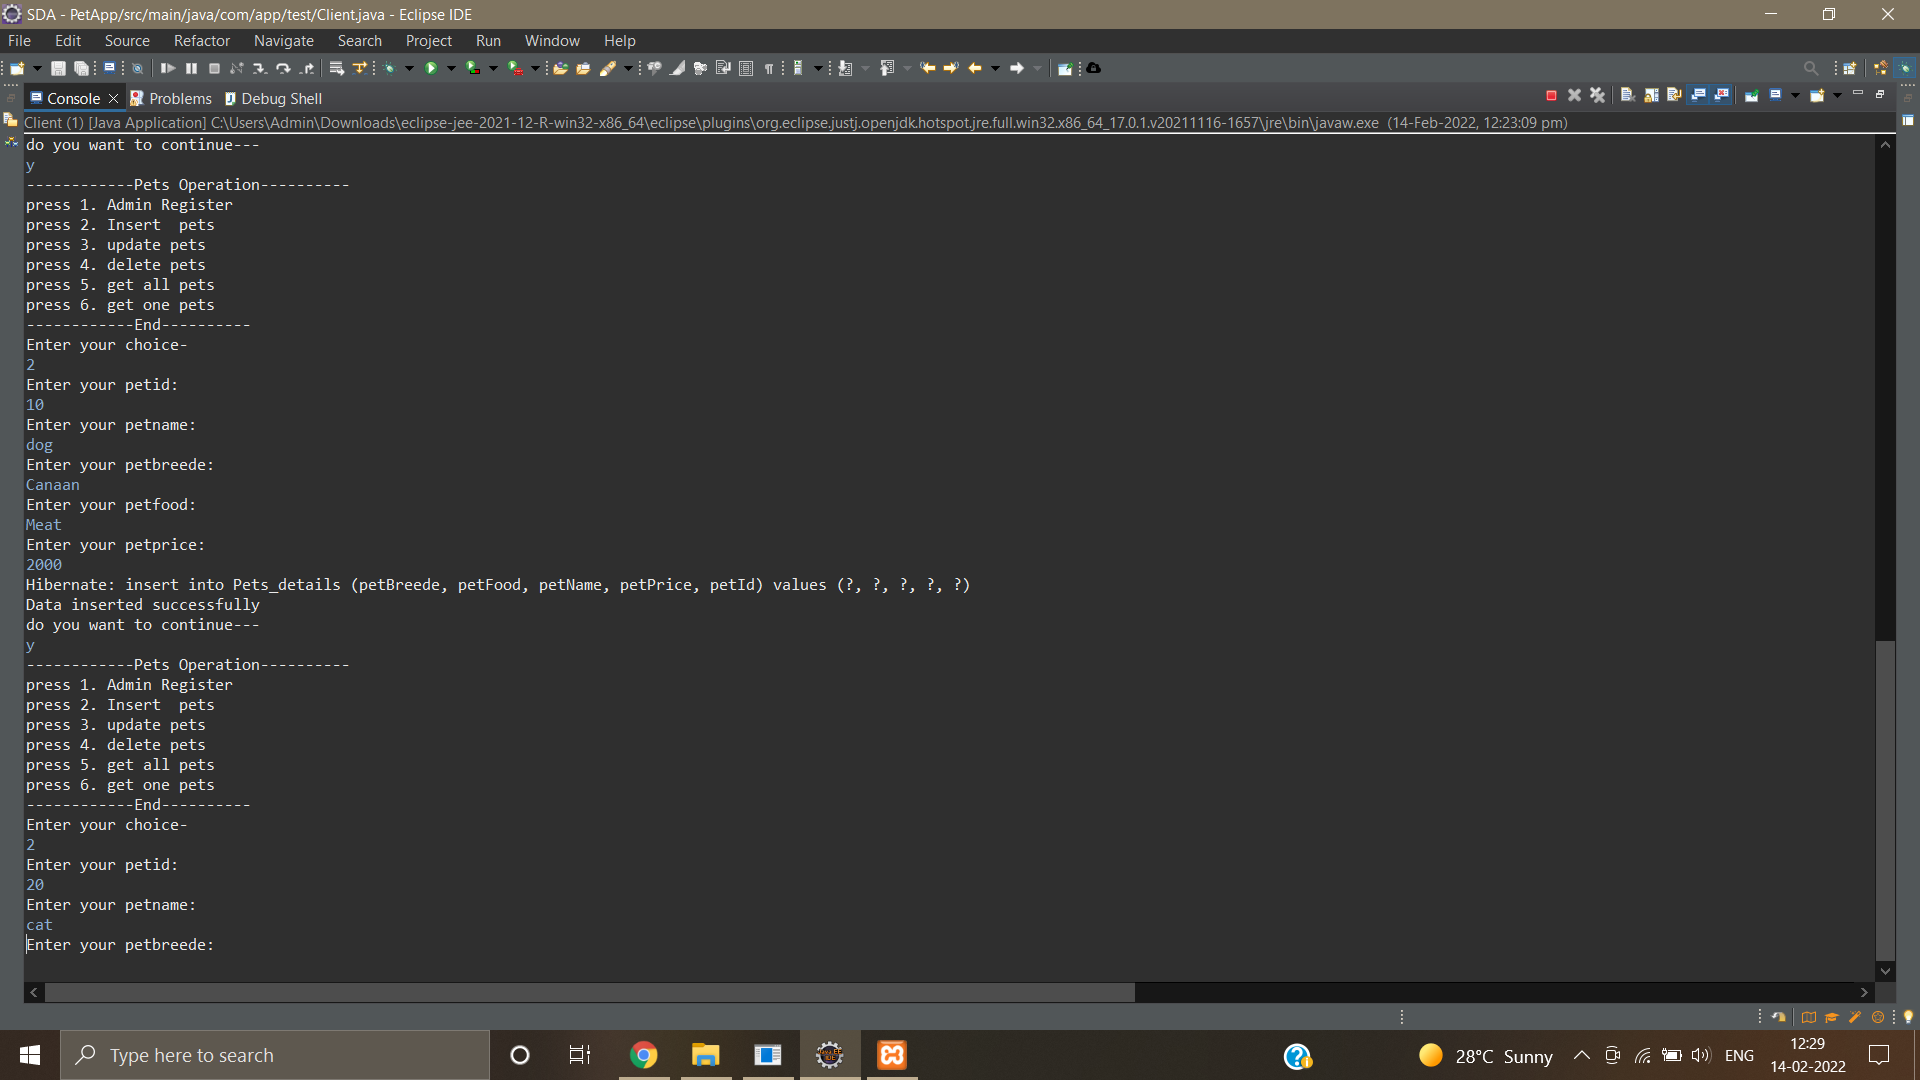 SDA - PetApp/src/main/java/com/app/test/Client.java - Eclipse IDE
File Edit Source Refactor Navigate Search Project Run Window Help
Console Problems Debug Shell
Client (1) [Java Application] C:\Users\Admin\Downloads\eclipse-jee-2021-12-R-win32-x86_64\eclipse\plugins\org.eclipse.justj.openjdk.hotspot.jre.full.win32.x86_64_17.0.1.v20211116-1657\jre\bin\javaw.exe (14-Feb-2022, 12:23:09 pm)
do you want to continue---
y
------------Pets Operation----------
press 1. Admin Register
press 2. Insert  pets
press 3. update pets
press 4. delete pets
press 5. get all pets
press 6. get one pets
------------End----------
Enter your choice-
2
Enter your petid:
10
Enter your petname:
dog
Enter your petbreede:
Canaan
Enter your petfood:
Meat
Enter your petprice:
2000
Hibernate: insert into Pets_details (petBreede, petFood, petName, petPrice, petId) values (?, ?, ?, ?, ?)
Data inserted successfully
do you want to continue---
y
------------Pets Operation----------
press 1. Admin Register
press 2. Insert  pets
press 3. update pets
press 4. delete pets
press 5. get all pets
press 6. get one pets
------------End----------
Enter your choice-
2
Enter your petid:
20
Enter your petname:
cat
Enter your petbreede:
Type here to search
28°C Sunny
ENG
12:29
14-02-2022